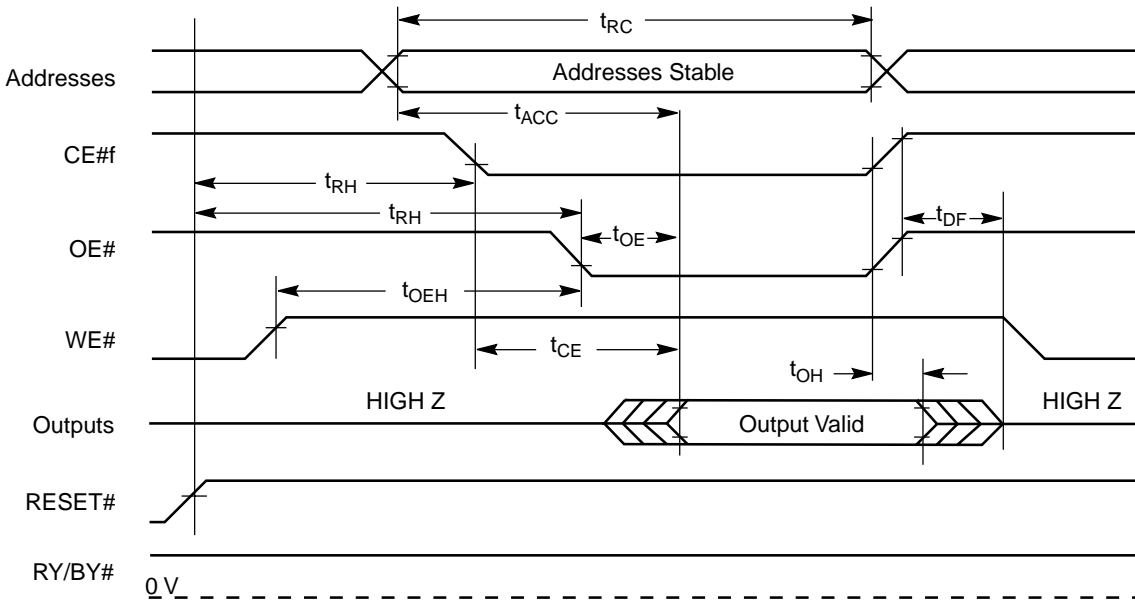 tRC
Addresses
Addresses Stable
tACC
CE#f
tRH
tRH
tOE
tDF
OE#
tOEH
WE#
tCE
tOH
HIGH Z
HIGH Z
Outputs
Output Valid
RESET#
RY/BY#
0 V